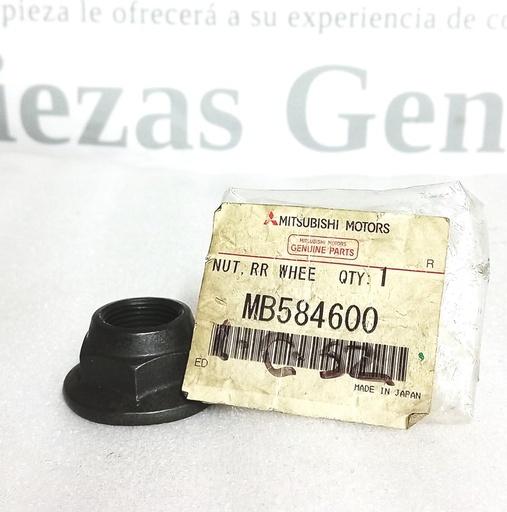 pieza le ofrecerá a su experiencia de co
iezas Gen
MITSUBISHI MOTORS
MITSUBISHI MOTORS
GENUINE PARTS
R
NUT, RR WHEE QTY: 1
MB584600
ED
MADE IN JAPAN